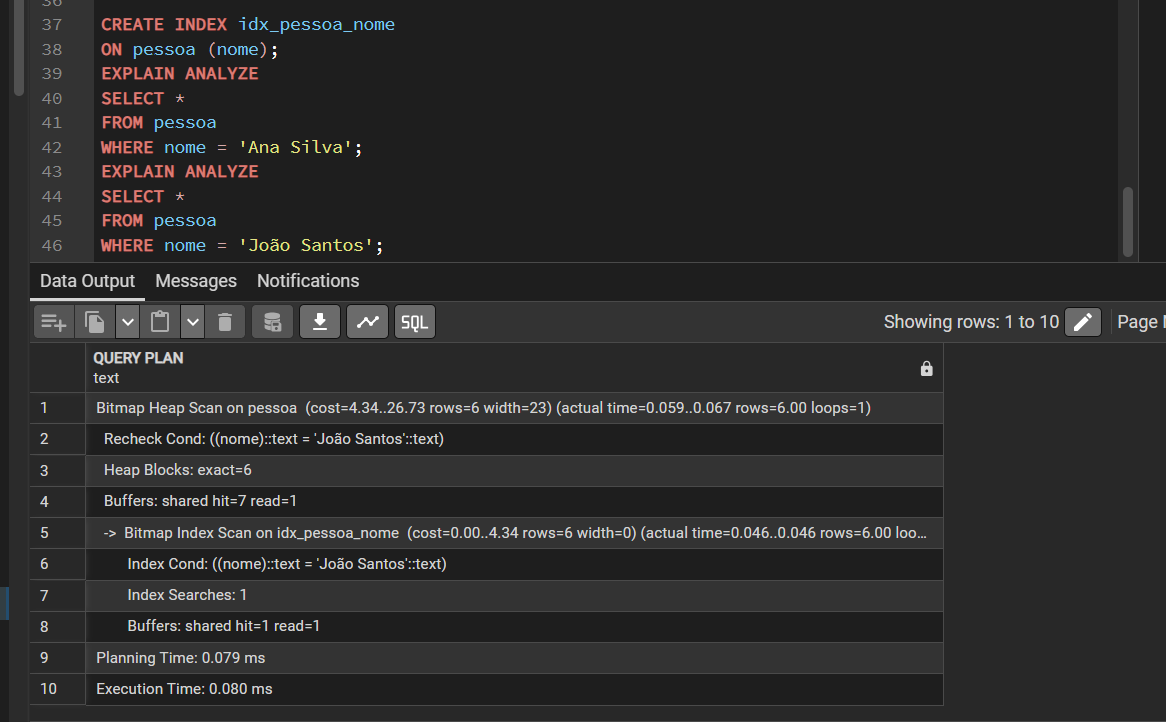 36
37 CREATE INDEX idx_pessoa_nome
38 ON pessoa (nome);
39 EXPLAIN ANALYZE
40 SELECT *
41 FROM pessoa
42 WHERE nome = 'Ana Silva';
43 EXPLAIN ANALYZE
44 SELECT *
45 FROM pessoa
46 WHERE nome = 'João Santos';
Data Output Messages Notifications
SQL Showing rows: 1 to 10 Page
QUERY PLAN
text
1 Bitmap Heap Scan on pessoa (cost=4.34..26.73 rows=6 width=23) (actual time=0.059..0.067 rows=6.00 loops=1)
2 Recheck Cond: ((nome)::text = 'João Santos'::text)
3 Heap Blocks: exact=6
4 Buffers: shared hit=7 read=1
5 -> Bitmap Index Scan on idx_pessoa_nome (cost=0.00..4.34 rows=6 width=0) (actual time=0.046..0.046 rows=6.00 loo...
6 Index Cond: ((nome)::text = 'João Santos'::text)
7 Index Searches: 1
8 Buffers: shared hit=1 read=1
9 Planning Time: 0.079 ms
10 Execution Time: 0.080 ms